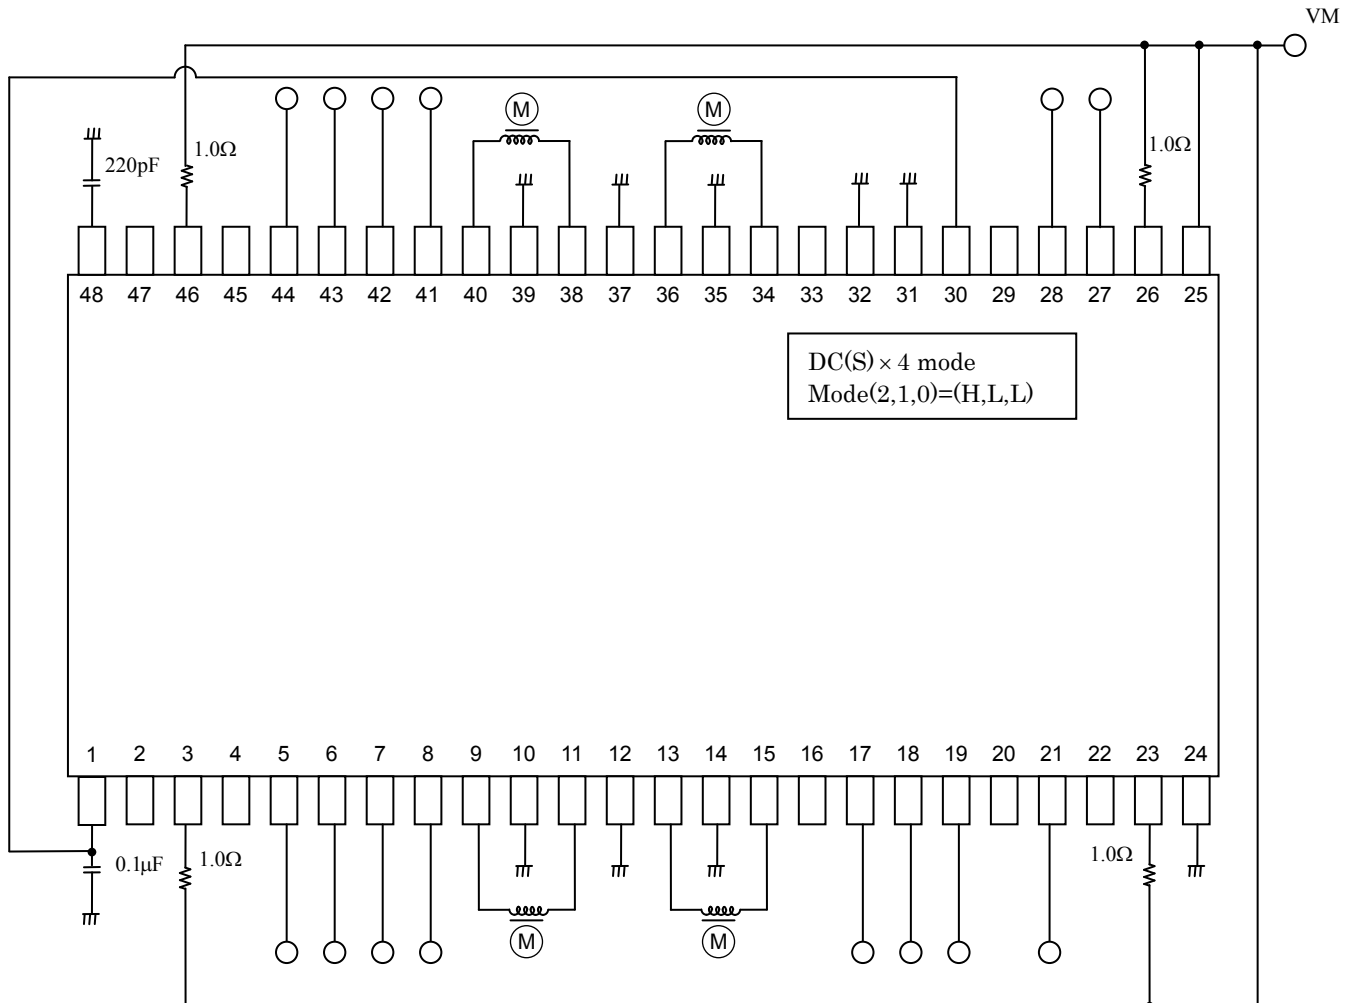 VM
M
M
1.0Ω
1.0Ω
220pF
48 47 46 45 44 43 42 41 40 39 38 37 36 35 34 33 32 31 30 29 28 27 26 25
DC(S) × 4 mode
Mode(2,1,0)=(H,L,L)
1 2 3 4 5 6 7 8 9 10 11 12 13 14 15 16 17 18 19 20 21 22 23 24
0.1μF
1.0Ω
1.0Ω
M
M